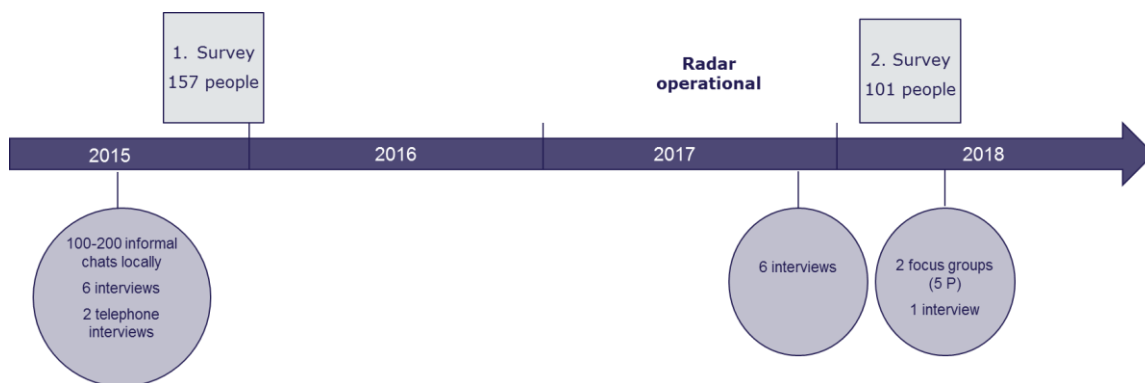 1. Survey
157 people
Radar
operational
2. Survey
101 people
2015
2016
2017
2018
100-200 informal
chats locally
6 interviews
2 telephone
interviews
6 interviews
2 focus groups
(5 P)
1 interview